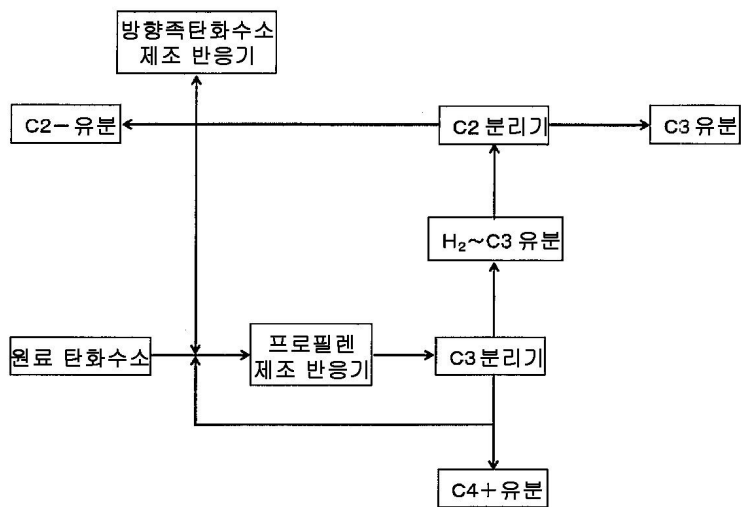 방향족탄화수소
제조 반응기
C2－유분
C2 분리기
C3 유분
H₂～C3 유분
원료 탄화수소
프로필렌
제조 반응기
C3 분리기
C4＋유분